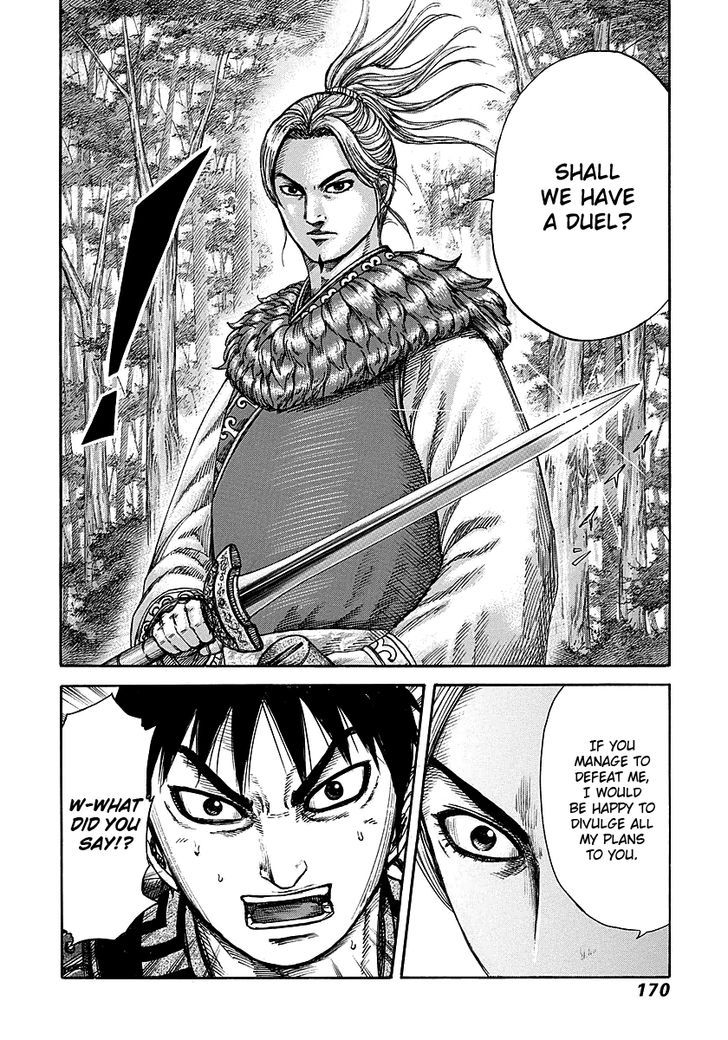 SHALL
WE HAVE
A DUEL?
!
IF YOU
MANAGE TO
DEFEAT ME,
I WOULD
BE HAPPY TO
DIVULGE ALL
MY PLANS
TO YOU.
W-WHAT
DID YOU
SAY!?
170